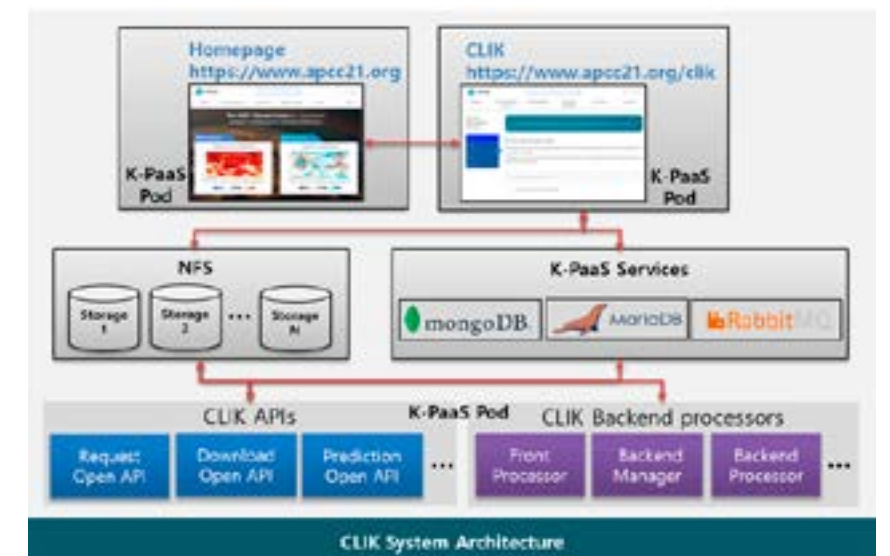 Homepage
https://www.apcc21.org
K-PaaS
Pod
CLIK
https://www.apcc21.org/clik
K-PaaS
Pod
NFS
Storage
1
Storage
2
...
Storage
N
K-PaaS Services
mongoDB
MariaDB
RabbitMQ
CLIK APIs
K-PaaS Pod
CLIK Backend processors
Request
Open API
Download
Open API
Prediction
Open API
...
Front
Processor
Backend
Manager
Backend
Processor
...
CLIK System Architecture